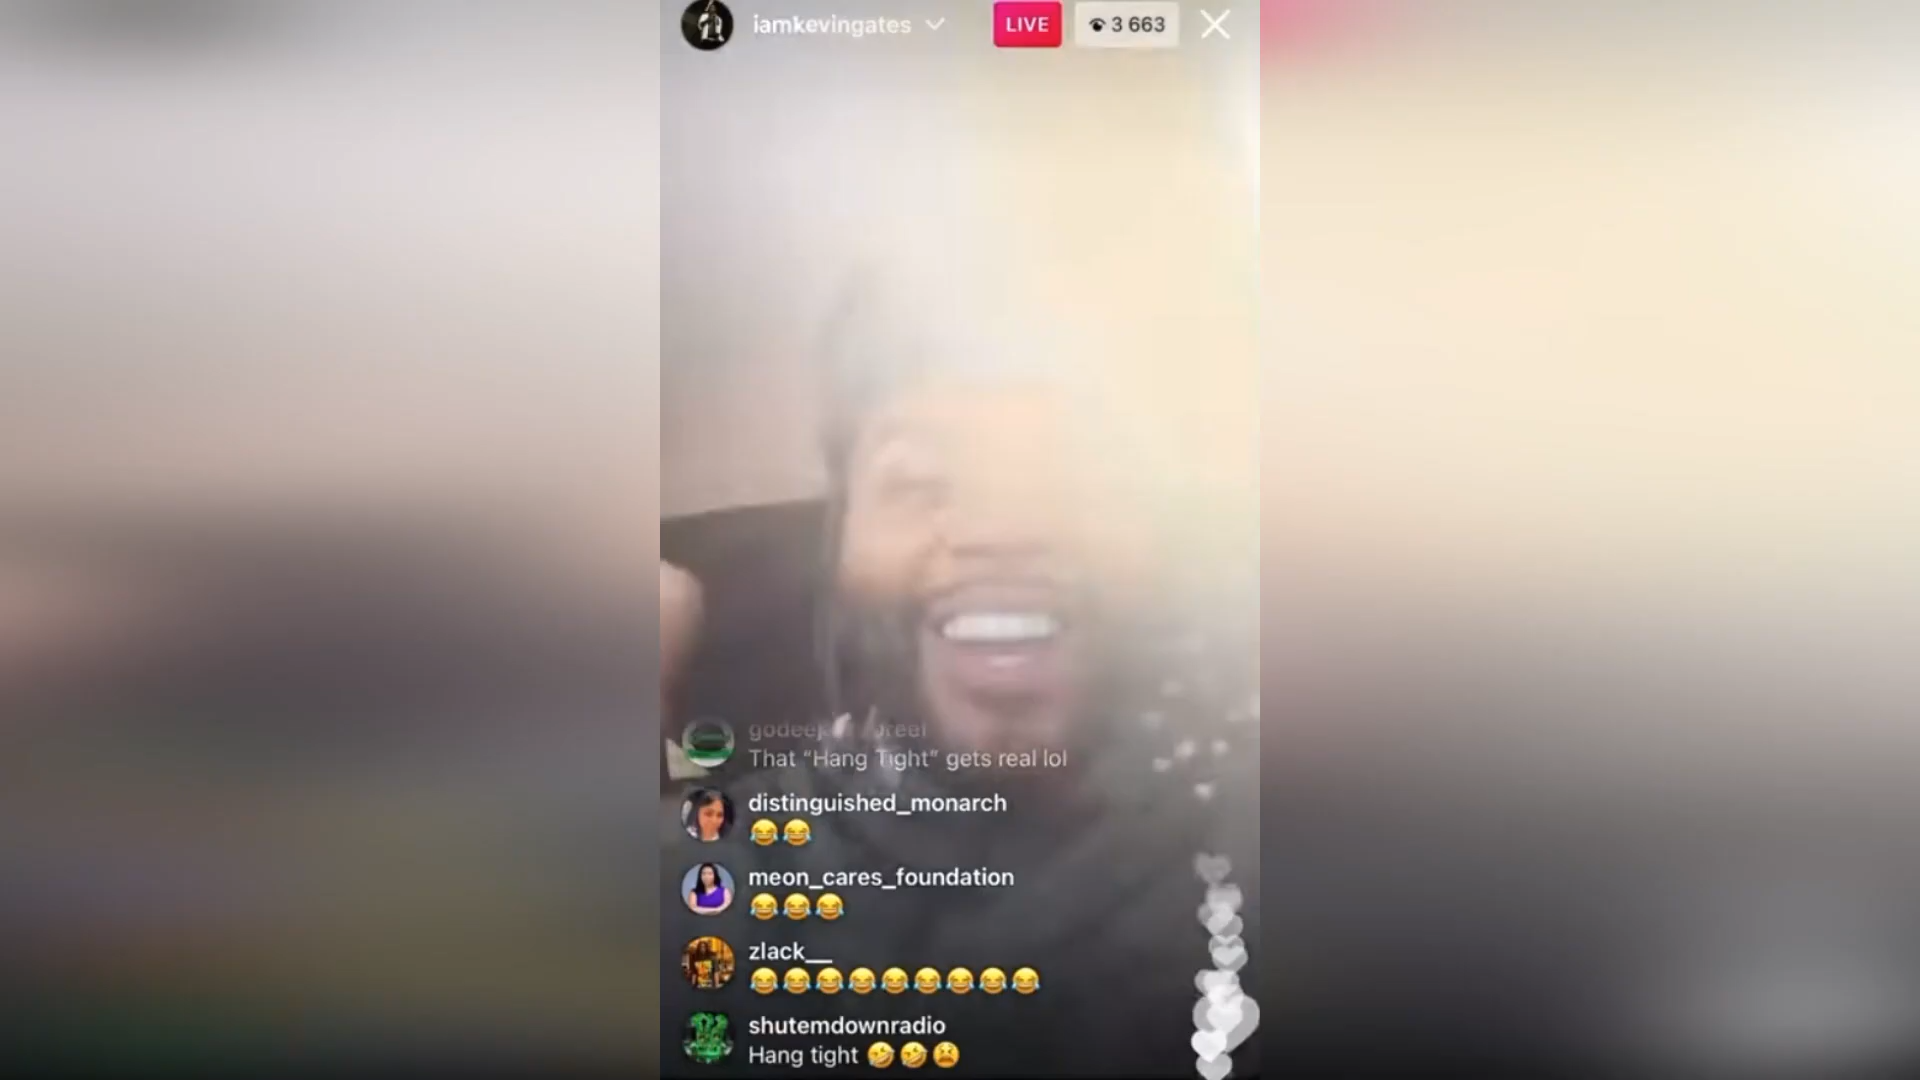 iamkevingates
LIVE
3 663
That “Hang Tight” gets real lol
distinguished_monarch
😂😂
meon_cares_foundation
😂😂😂
zlack__
😂😂😂😂😂😂😂😂😂
shutemdownradio
Hang tight 🤣🤣😫